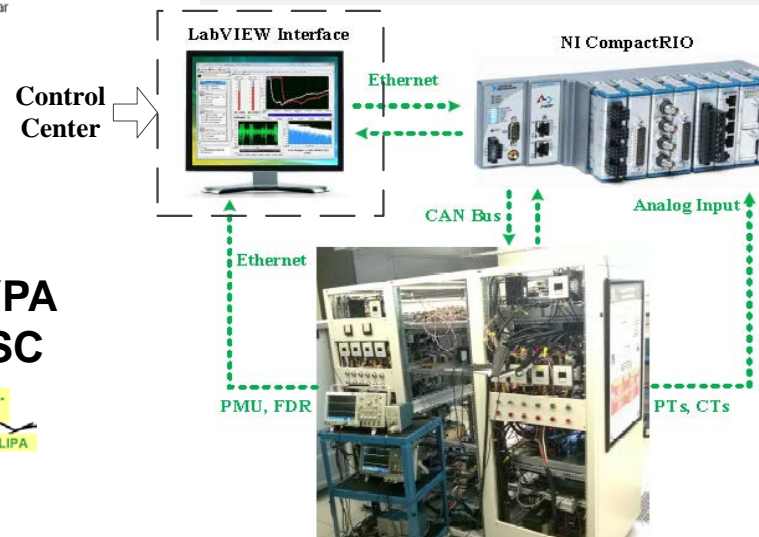 ar
LabVIEW Interface
NI CompactRIO
Control
Center
Ethernet
CAN Bus
Analog Input
Ethernet
PA
SC
PMU, FDR
PTs, CTs
LIPA